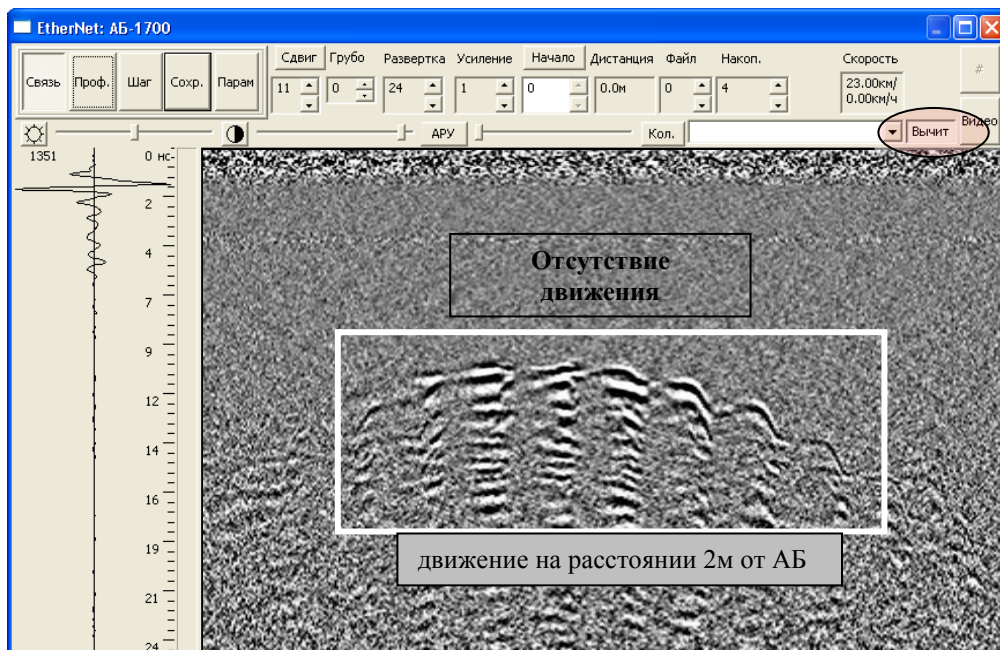 EtherNet: АБ-1700
Сдвиг Грубо Развертка Усиление Начало Дистанция Файл Накоп. Скорость #
Связь Проф. Шаг Сохр. Парам 11 0 24 1 0 0.0м 0 4 23.00км/
0.00км/ч
АРУ Кол. Вычит Видео
1351 0 нс
2
4
Отсутствие
движения
7
9
12
14
16
19
движение на расстоянии 2м от АБ
21
24